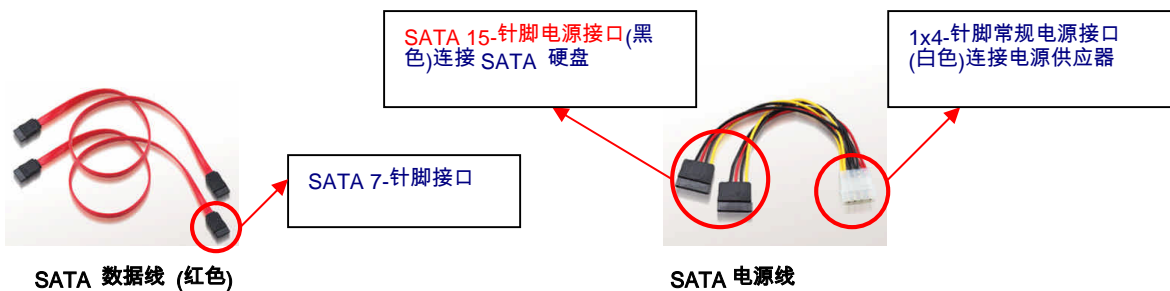 SATA 15-针脚电源接口(黑
色)连接 SATA 硬盘
1x4-针脚常规电源接口
(白色)连接电源供应器
SATA 7-针脚接口
SATA 数据线 (红色)
SATA 电源线